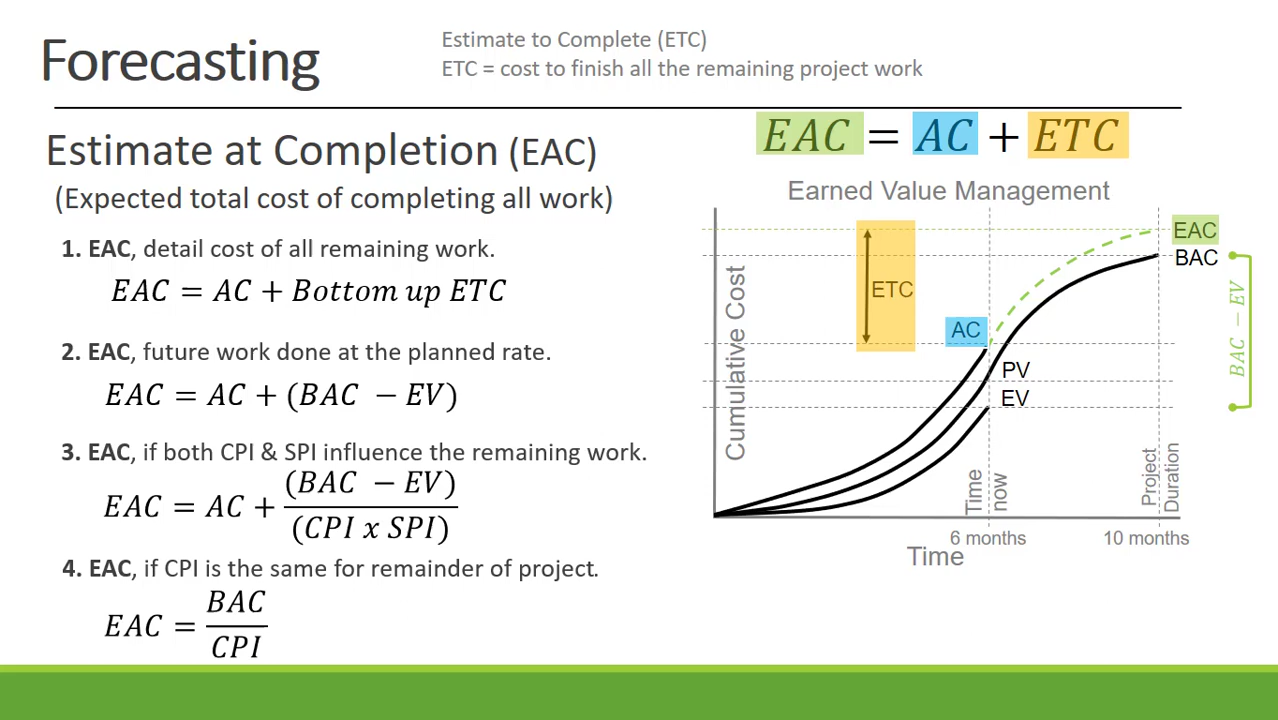 Forecasting
Estimate to Complete (ETC)
ETC = cost to finish all the remaining project work
Estimate at Completion (EAC)
(Expected total cost of completing all work)
1. EAC, detail cost of all remaining work.
EAC = AC + Bottom up ETC
2. EAC, future work done at the planned rate.
EAC = AC + (BAC − EV)
3. EAC, if both CPI & SPI influence the remaining work.
EAC = AC + (BAC − EV)
(CPI x SPI)
4. EAC, if CPI is the same for remainder of project.
EAC = BAC
CPI
EAC = AC + ETC
Earned Value Management
EAC
BAC
ETC
AC
PV
EV
BAC − EV
Cumulative Cost
Time
now
Project
Duration
6 months
10 months
Time